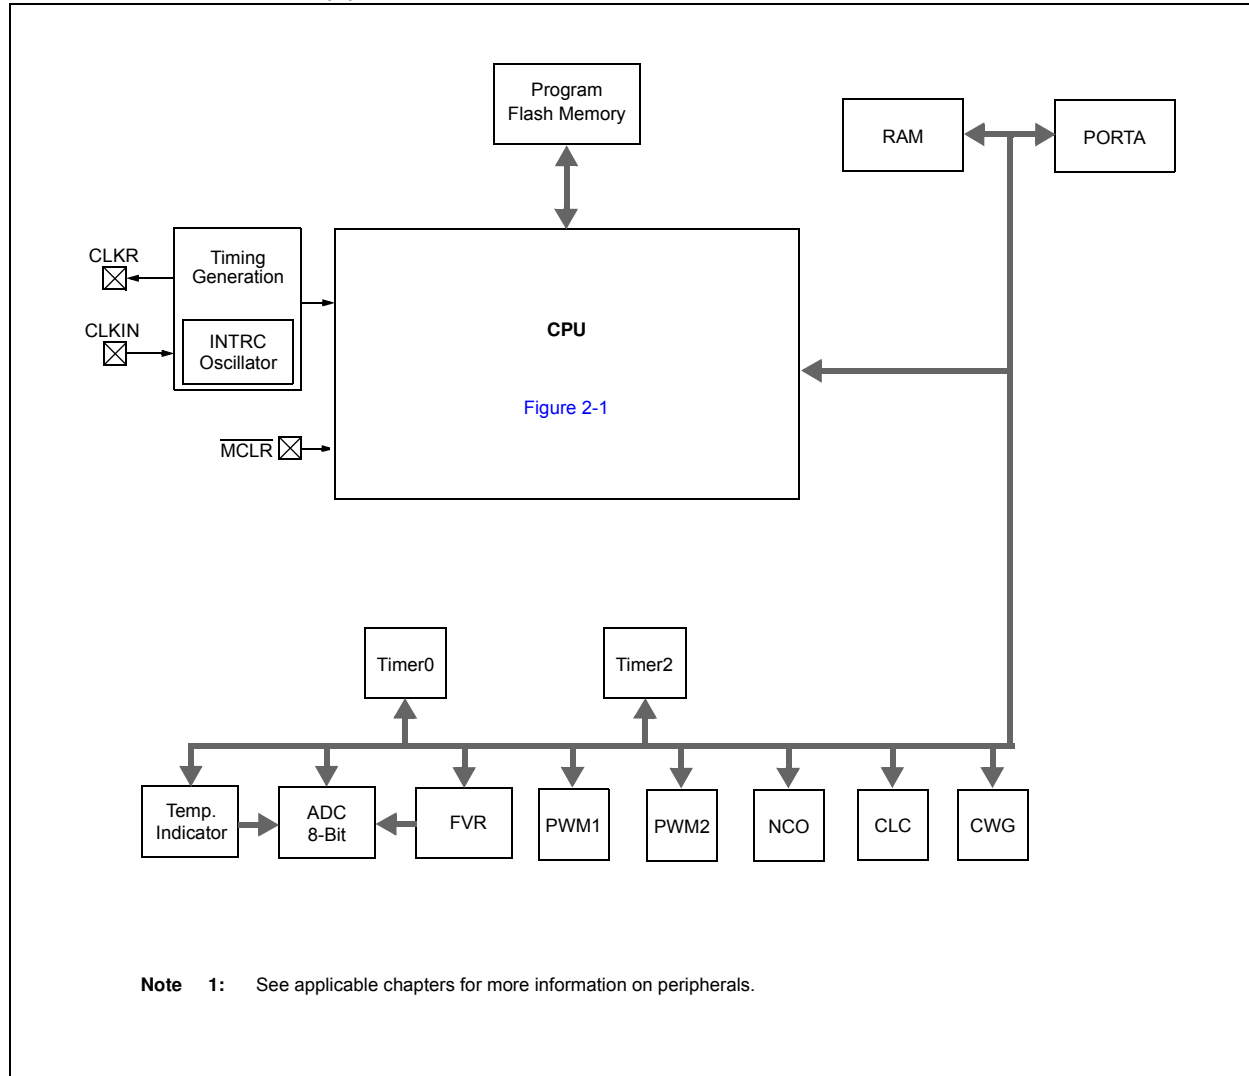 Program
Flash Memory
RAM
PORTA
CLKR
Timing
Generation
CLKIN
INTRC
Oscillator
CPU
Figure 2-1
MCLR
Timer0
Timer2
Temp.
Indicator
ADC
8-Bit
FVR
PWM1
PWM2
NCO
CLC
CWG
Note 1: See applicable chapters for more information on peripherals.